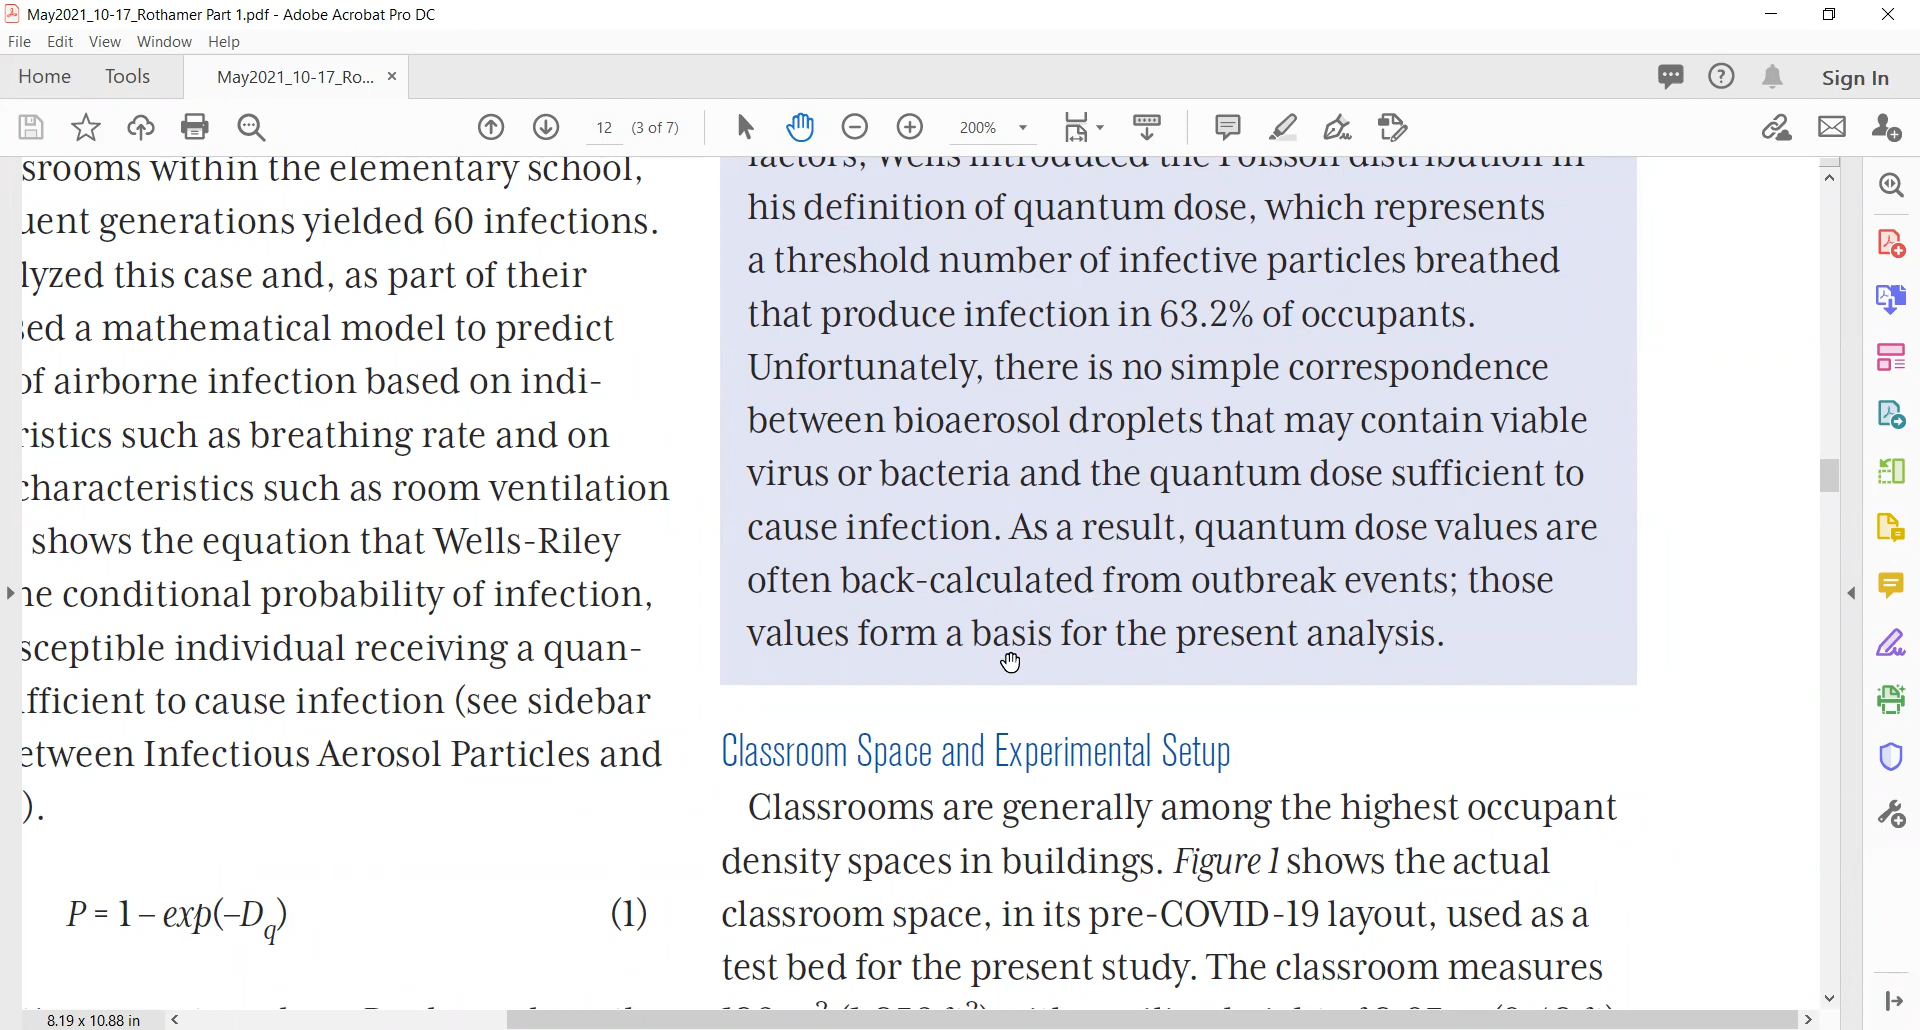 May2021_10-17_Rothamer Part 1.pdf - Adobe Acrobat Pro DC
File Edit View Window Help
Home Tools May2021_10-17_Ro... × Sign In
12 (3 of 7) 200%
srooms within the elementary school,
uent generations yielded 60 infections.
lyzed this case and, as part of their
sed a mathematical model to predict
of airborne infection based on indi-
ristics such as breathing rate and on
characteristics such as room ventilation
shows the equation that Wells-Riley
he conditional probability of infection,
sceptible individual receiving a quan-
fficient to cause infection (see sidebar
etween Infectious Aerosol Particles and
).
P = 1 – exp(–Dq) (1)
factors, Wells introduced the Poisson distribution in
his definition of quantum dose, which represents
a threshold number of infective particles breathed
that produce infection in 63.2% of occupants.
Unfortunately, there is no simple correspondence
between bioaerosol droplets that may contain viable
virus or bacteria and the quantum dose sufficient to
cause infection. As a result, quantum dose values are
often back-calculated from outbreak events; those
values form a basis for the present analysis.
Classroom Space and Experimental Setup
Classrooms are generally among the highest occupant
density spaces in buildings. Figure 1 shows the actual
classroom space, in its pre-COVID-19 layout, used as a
test bed for the present study. The classroom measures
8.19 x 10.88 in